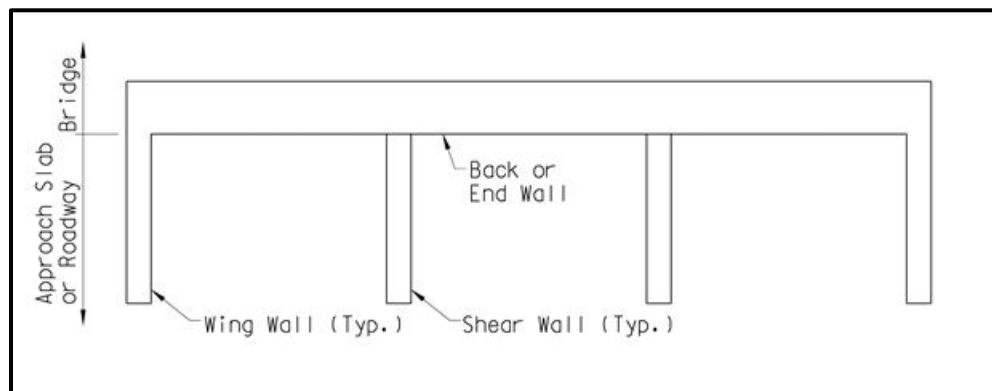 Bridge
Approach Slab
or Roadway
Back or
End Wall
Wing Wall (Typ.)
Shear Wall (Typ.)